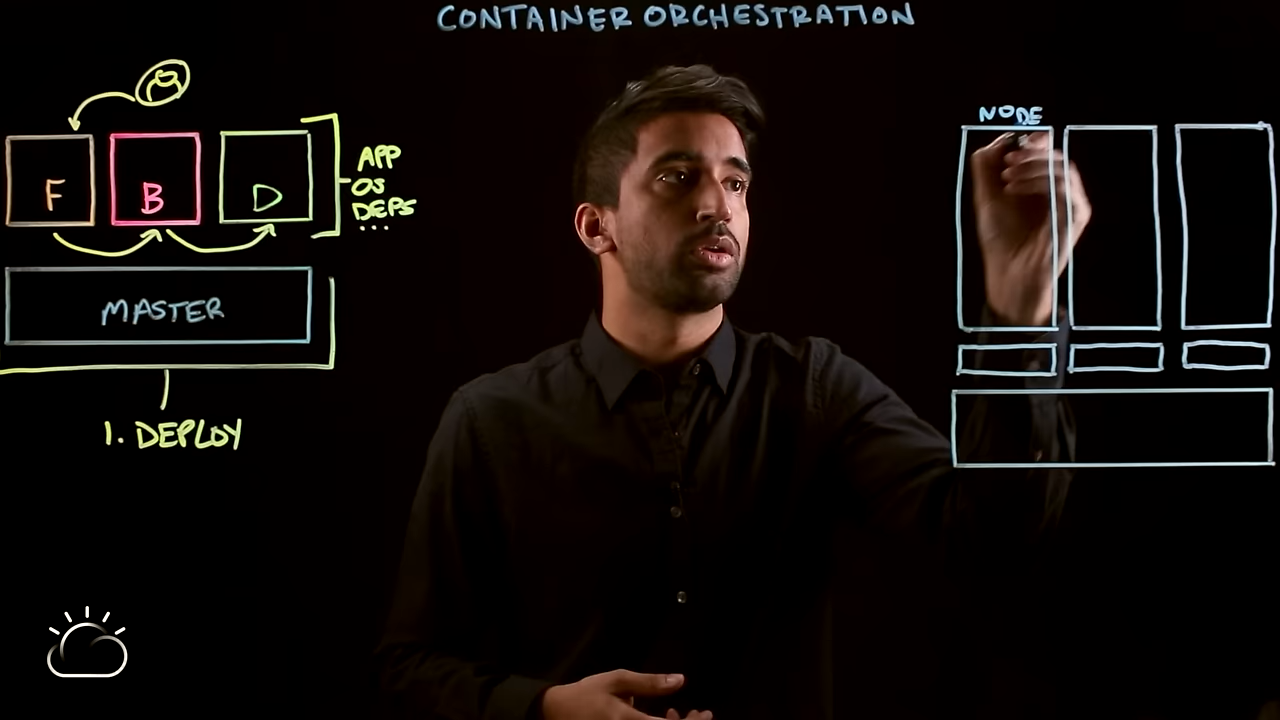 CONTAINER ORCHESTRATION
F
B
D
APP
OS
DEPS
...
MASTER
1. DEPLOY
NODE